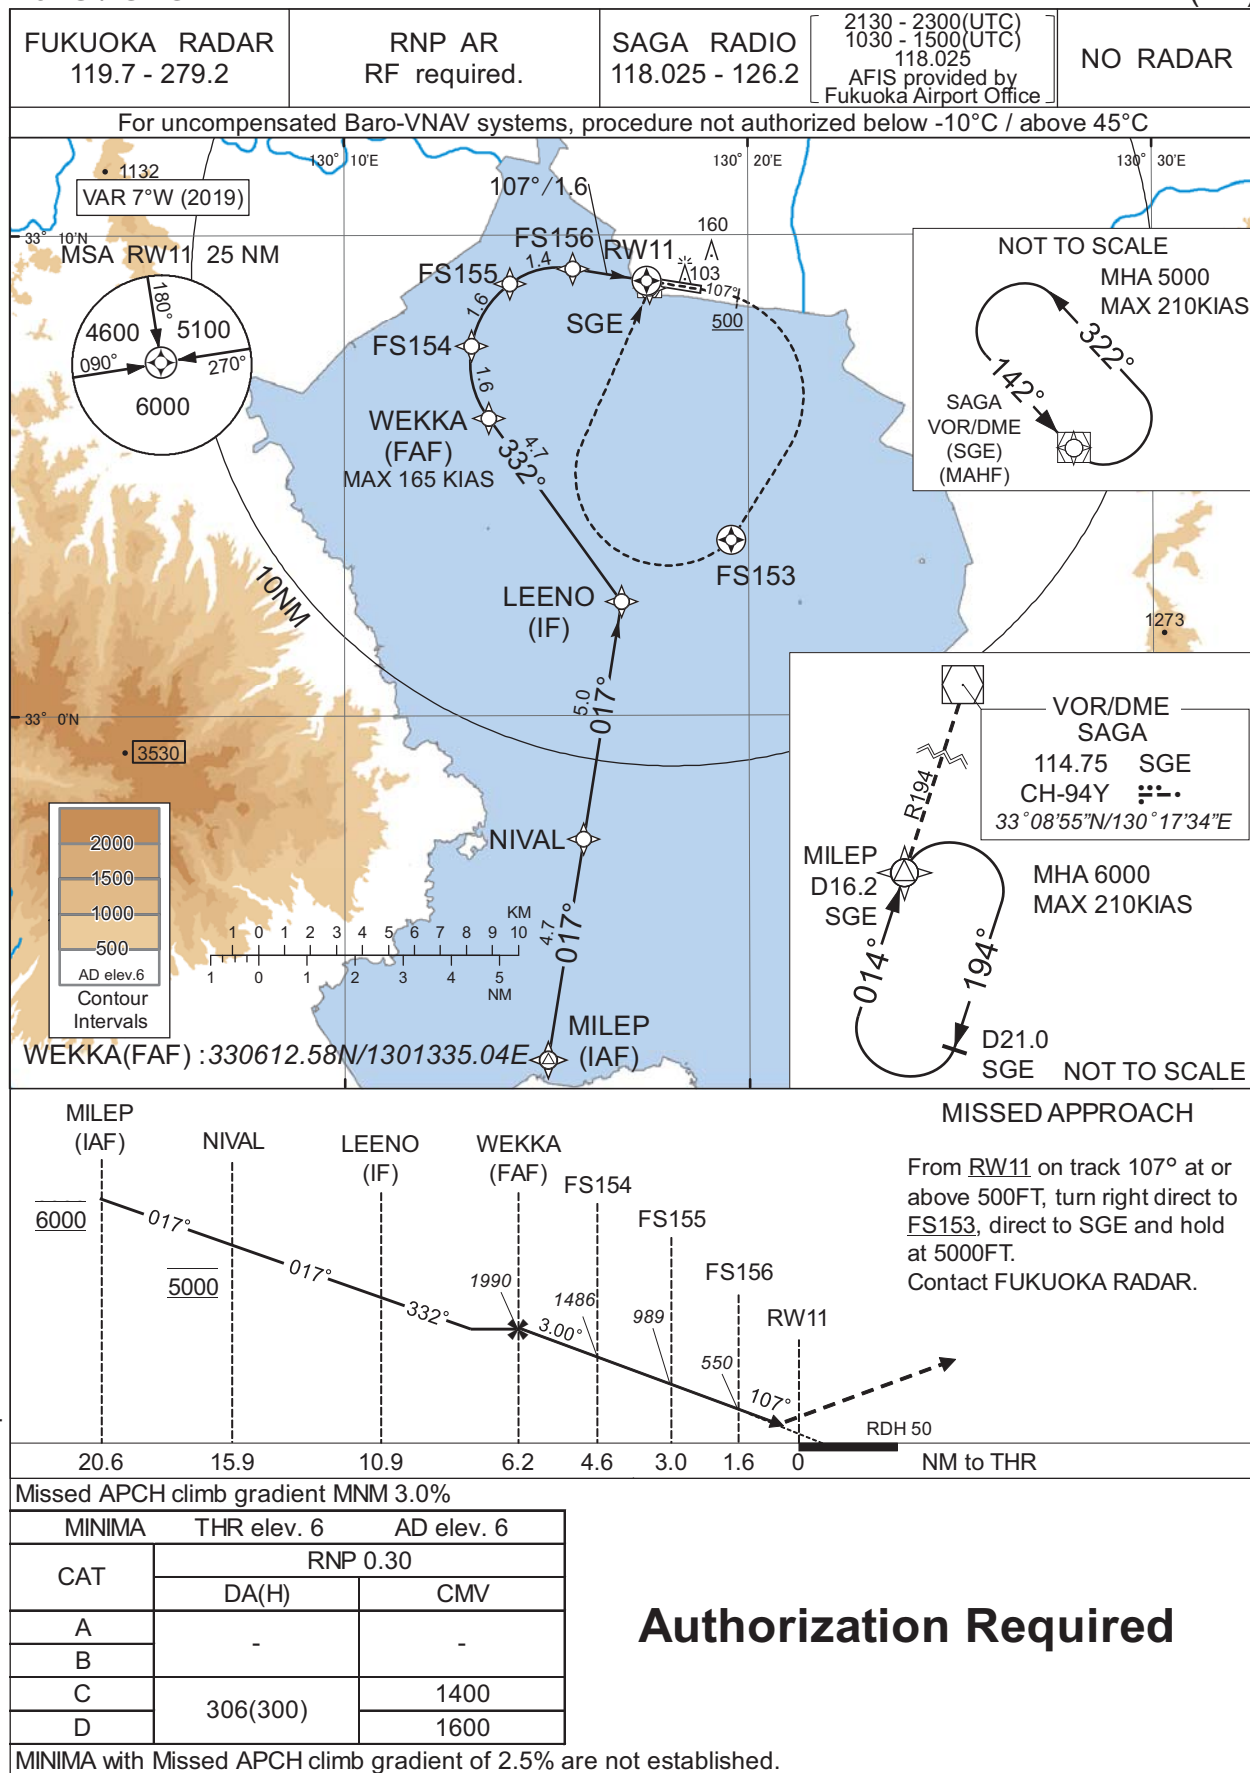 FUKUOKA RADAR
119.7 - 279.2
RNP AR
RF required.
SAGA RADIO
118.025 - 126.2
2130 - 2300(UTC)
1030 - 1500(UTC)
118.025
AFIS provided by
Fukuoka Airport Office
NO RADAR
For uncompensated Baro-VNAV systems, procedure not authorized below -10°C / above 45°C
130° 10'E
130° 20'E
130° 30'E
1132
VAR 7°W (2019)
33° 10'N
MSA RW11 25 NM
180°
4600
5100
090°
270°
6000
107°/1.6
FS156
RW11
160
103
107°
500
1.4
FS155
1.6
SGE
FS154
1.6
WEKKA
(FAF)
MAX 165 KIAS
4.7
332°
NOT TO SCALE
MHA 5000
MAX 210KIAS
322°
142°
SAGA
VOR/DME
(SGE)
(MAHF)
FS153
LEENO
(IF)
10NM
1273
5.0
017°
33° 0'N
3530
NIVAL
4.7
017°
MILEP
(IAF)
VOR/DME
SAGA
114.75 SGE
CH-94Y
33°08'55"N/130°17'34"E
R194
MILEP
D16.2
SGE
MHA 6000
MAX 210KIAS
014°
194°
D21.0
SGE
NOT TO SCALE
2000
1500
1000
500
AD elev.6
Contour
Intervals
1 0 1 2 3 4 5 6 7 8 9 10
KM
1 0 1 2 3 4 5
NM
WEKKA(FAF) :330612.58N/1301335.04E
MILEP
(IAF)
NIVAL
LEENO
(IF)
WEKKA
(FAF)
FS154
FS155
FS156
RW11
6000
017°
5000
017°
332°
1990
3.00°
1486
989
550
107°
RDH 50
20.6 15.9 10.9 6.2 4.6 3.0 1.6 0 NM to THR
MISSED APPROACH
From RW11 on track 107° at or
above 500FT, turn right direct to
FS153, direct to SGE and hold
at 5000FT.
Contact FUKUOKA RADAR.
Missed APCH climb gradient MNM 3.0%
MINIMA THR elev. 6 AD elev. 6
CAT
RNP 0.30
DA(H) CMV
A
B
- -
C
D
306(300)
1400
1600
MINIMA with Missed APCH climb gradient of 2.5% are not established.
Authorization Required